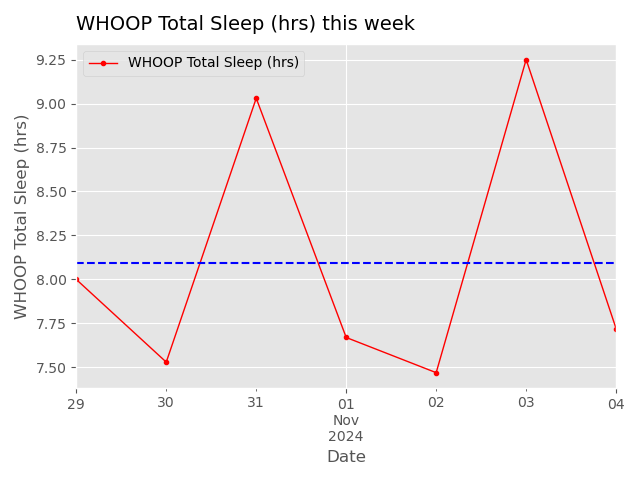 WHOOP Total Sleep (hrs) this week
WHOOP Total Sleep (hrs)
WHOOP Total Sleep (hrs)
9.25
9.00
8.75
8.50
8.25
8.00
7.75
7.50
29 30 31 01 02 03 04
Nov
2024
Date